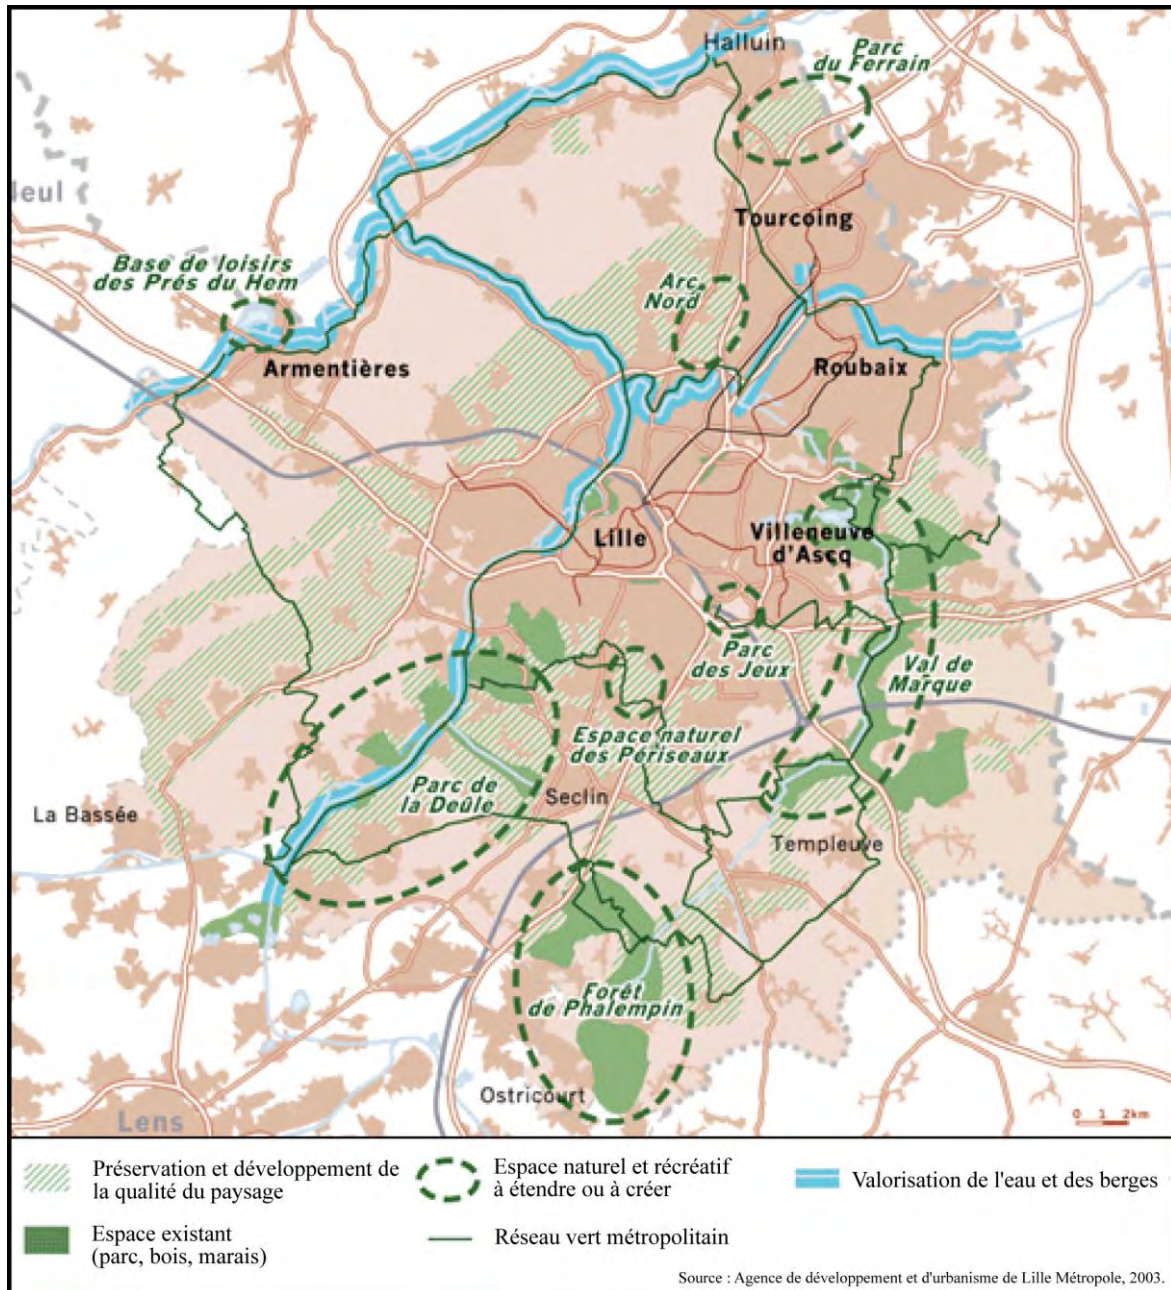 Halluin
Parc
du Ferrain
Tourcoing
Base de loisirs
des Prés du Hem
Arc
Nord
Armentières
Roubaix
Lille
Villeneuve
d'Ascq
Parc
des Jeux
Val de
Marque
Espace naturel
des Périseaux
Parc de
la Deûle
Seclin
La Bassée
Templeuve
Forêt
de Phalempin
Ostricourt
Lens
0 1 2km
Préservation et développement de
la qualité du paysage
Espace naturel et récréatif
à étendre ou à créer
Valorisation de l'eau et des berges
Espace existant
(parc, bois, marais)
Réseau vert métropolitain
Source : Agence de développement et d'urbanisme de Lille Métropole, 2003.